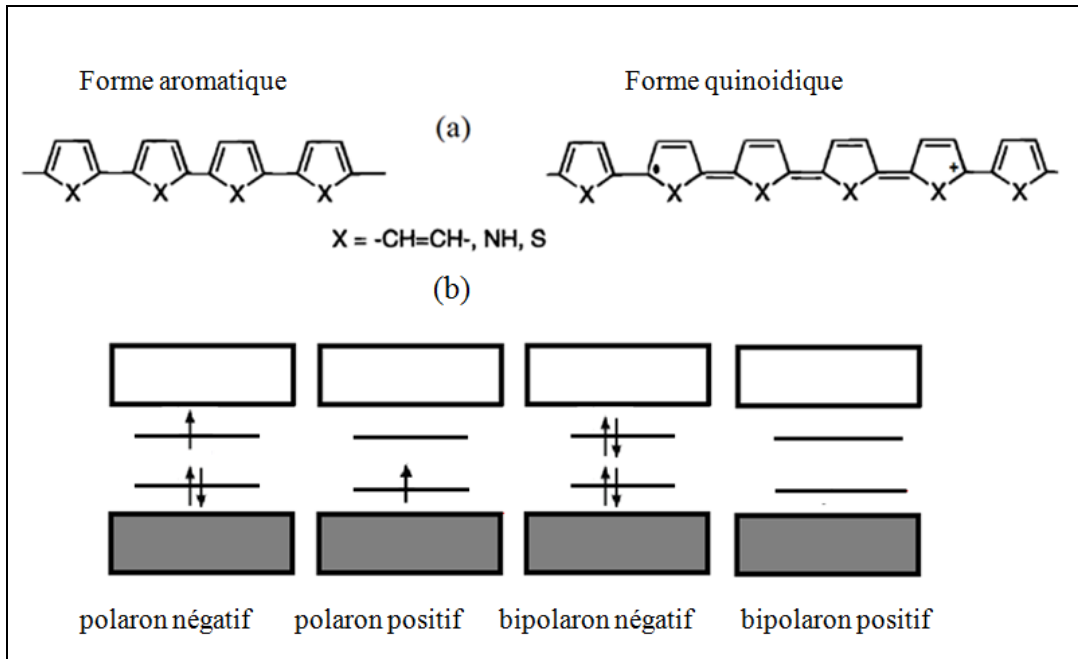 Forme aromatique
Forme quinoidique
(a)
X X X X
X X X X X X
X = -CH=CH-, NH, S
(b)
polaron négatif polaron positif bipolaron négatif bipolaron positif